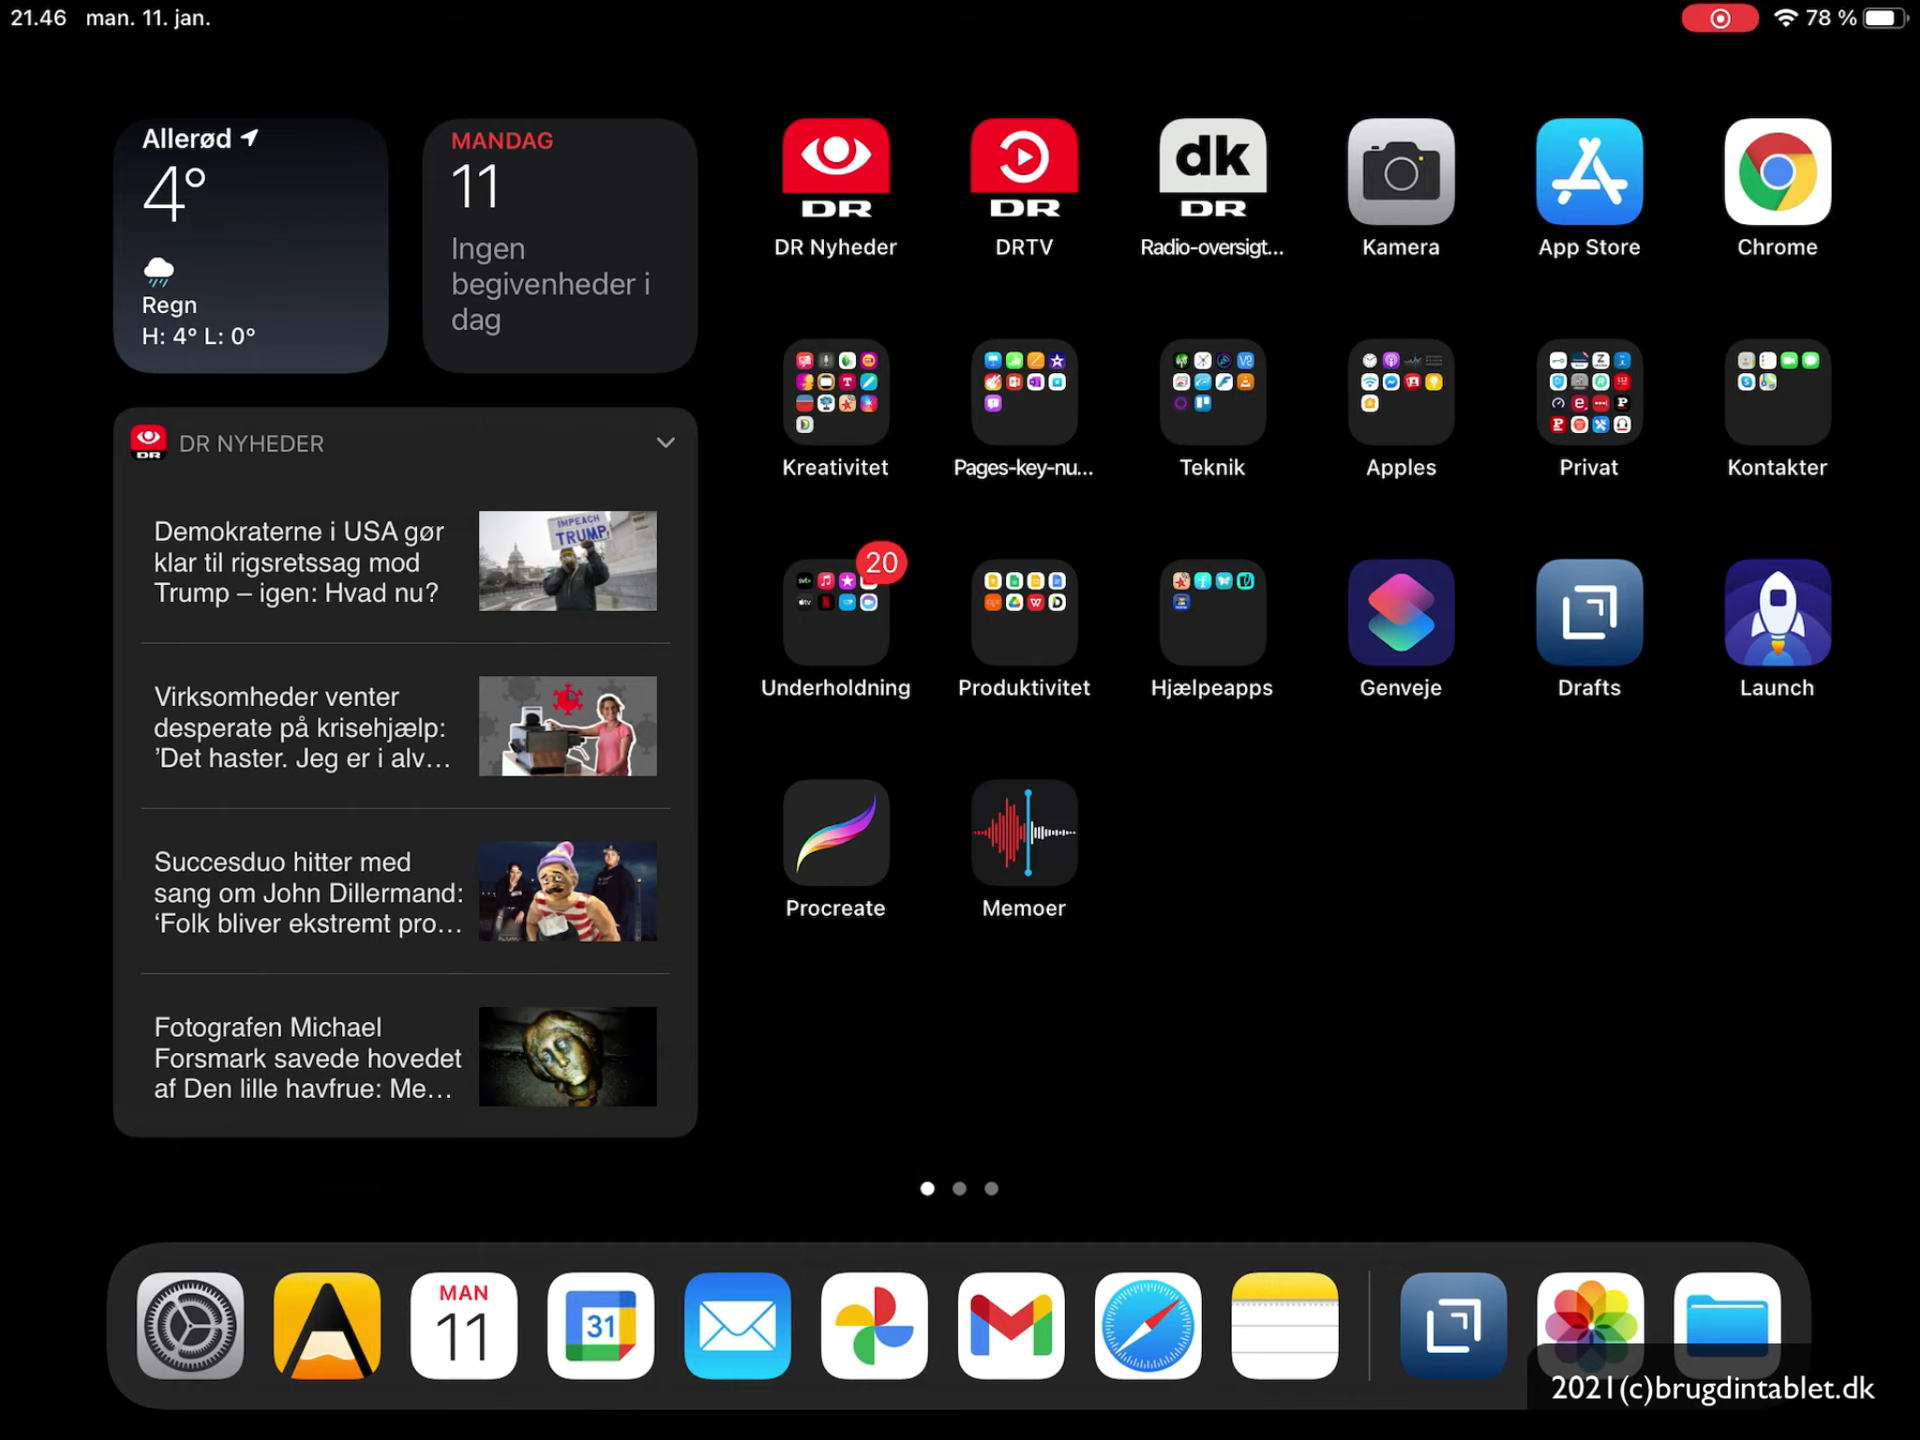 21.46 man. 11. jan.
78 %
Allerød
4°
Regn
H: 4° L: 0°
MANDAG
11
Ingen
begivenheder i
dag
DR NYHEDER
Demokraterne i USA gør
klar til rigsretssag mod
Trump – igen: Hvad nu?
IMPEACH
TRUMP
Virksomheder venter
desperate på krisehjælp:
’Det haster. Jeg er i alv...
Succesduo hitter med
sang om John Dillermand:
‘Folk bliver ekstremt pro...
Fotografen Michael
Forsmark savede hovedet
af Den lille havfrue: Me...
DR
DR
dk
DR
DR Nyheder
DRTV
Radio-oversigt...
Kamera
App Store
Chrome
Kreativitet
Pages-key-nu...
Teknik
Apples
Privat
Kontakter
20
Underholdning
Produktivitet
Hjælpeapps
Genveje
Drafts
Launch
Procreate
Memoer
MAN
11
31
2021(c)brugdintablet.dk